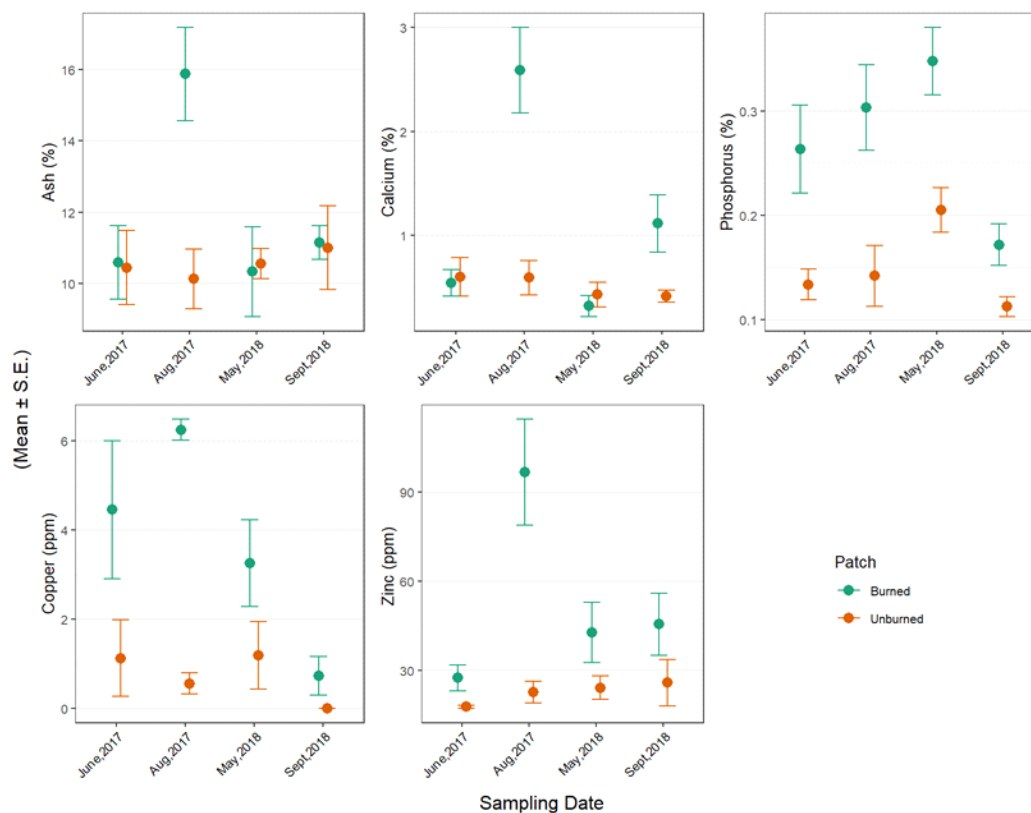 Ash (%)
16
14
12
10
June,2017
Aug,2017
May,2018
Sept,2018
Calcium (%)
3
2
1
June,2017
Aug,2017
May,2018
Sept,2018
Phosphorus (%)
0.3
0.2
0.1
June,2017
Aug,2017
May,2018
Sept,2018
(Mean ± S.E.)
Copper (ppm)
6
4
2
0
June,2017
Aug,2017
May,2018
Sept,2018
Zinc (ppm)
90
60
30
June,2017
Aug,2017
May,2018
Sept,2018
Patch
Burned
Unburned
Sampling Date